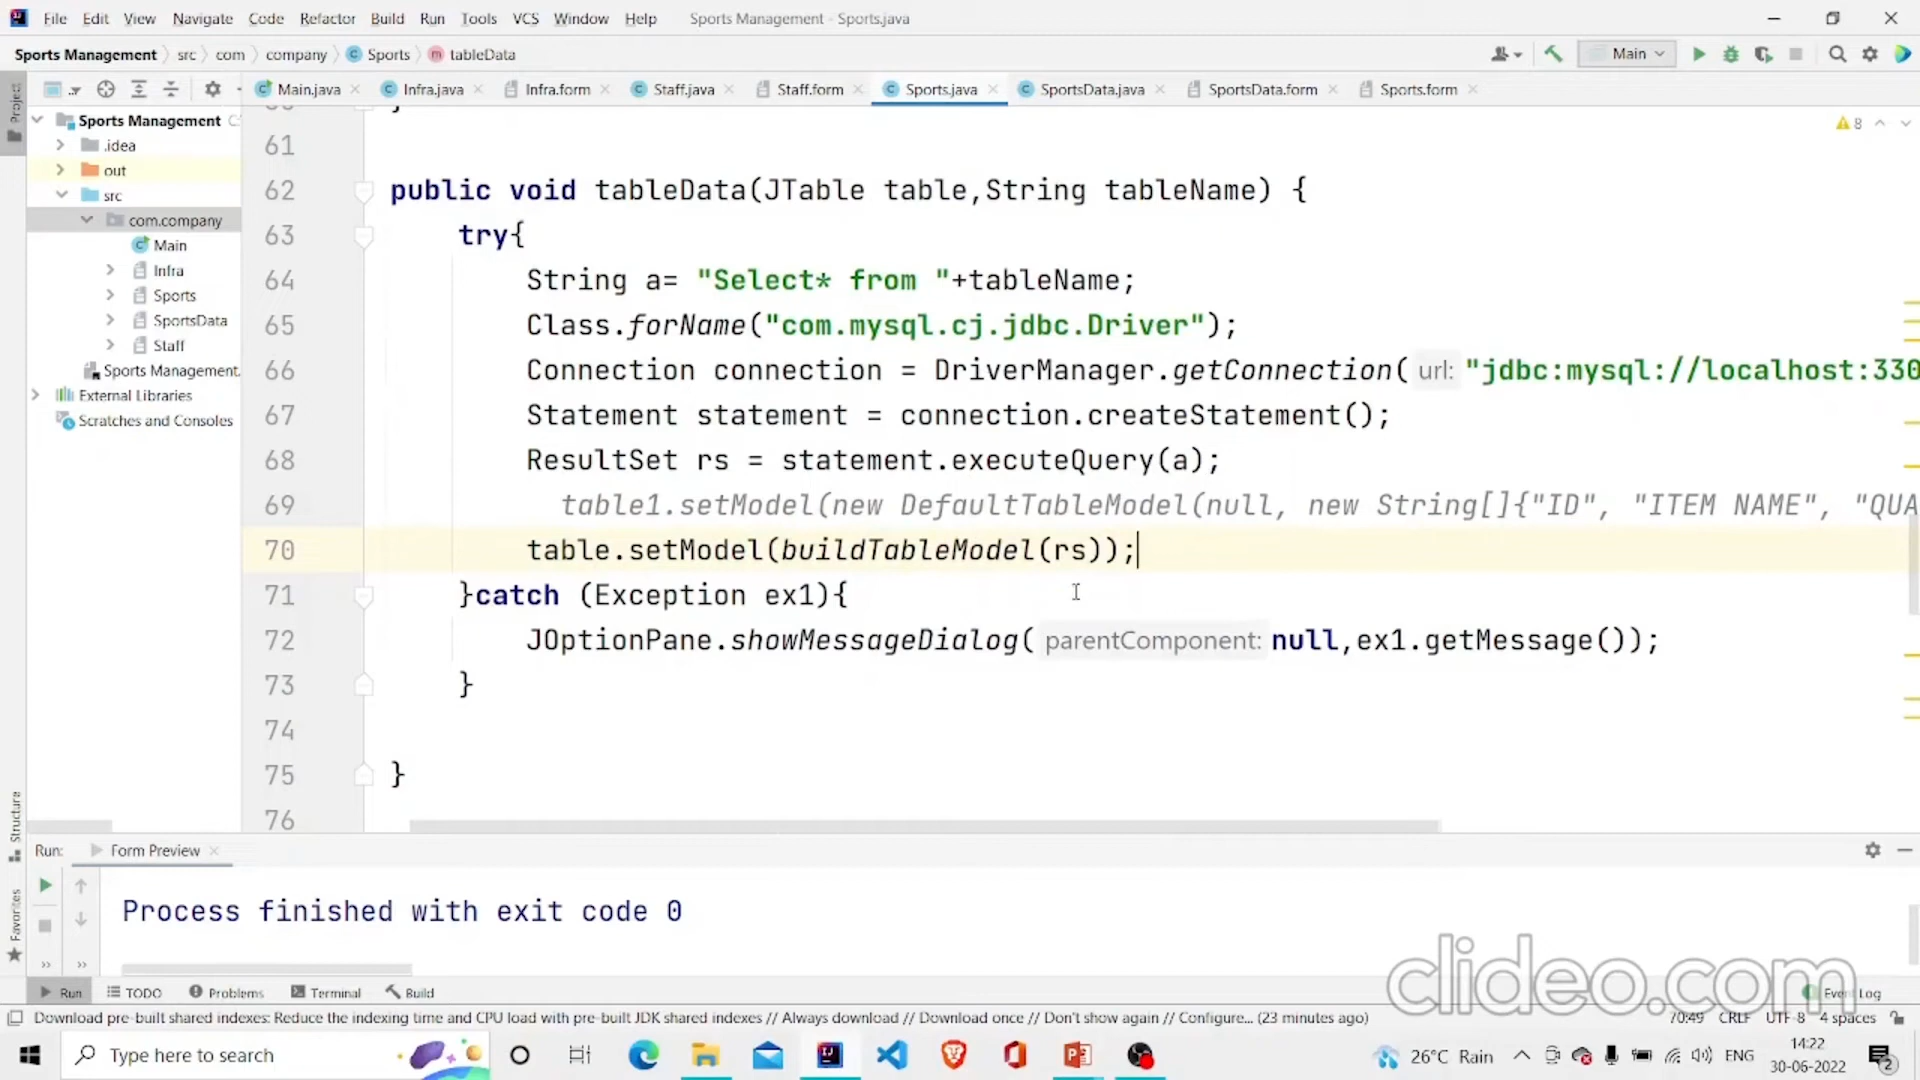 File Edit View Navigate Code Refactor Build Run Tools VCS Window Help Sports Management - Sports.java
Sports Management src com company Sports tableData Main
Project
Main.java Infra.java Infra.form Staff.java Staff.form Sports.java SportsData.java SportsData.form Sports.form
Sports Management
.idea
out
src
com.company
Main
Infra
Sports
SportsData
Staff
Sports Management.
External Libraries
Scratches and Consoles
8
61
62 public void tableData(JTable table,String tableName) {
63 try{
64 String a= "Select* from "+tableName;
65 Class.forName("com.mysql.cj.jdbc.Driver");
66 Connection connection = DriverManager.getConnection( url: "jdbc:mysql://localhost:330
67 Statement statement = connection.createStatement();
68 ResultSet rs = statement.executeQuery(a);
69 table1.setModel(new DefaultTableModel(null, new String[]{"ID", "ITEM NAME", "QUA
70 table.setModel(buildTableModel(rs));
71 }catch (Exception ex1){
72 JOptionPane.showMessageDialog( parentComponent: null,ex1.getMessage());
73 }
74
75 }
76
Structure
Favorites
Run: Form Preview
Process finished with exit code 0
clideo.com
Run TODO Problems Terminal Build Event Log
Download pre-built shared indexes: Reduce the indexing time and CPU load with pre-built JDK shared indexes // Always download // Download once // Don't show again // Configure... (23 minutes ago) 70:49 CRLF UTF-8 4 spaces
Type here to search 26°C Rain ENG 14:22
30-06-2022 2